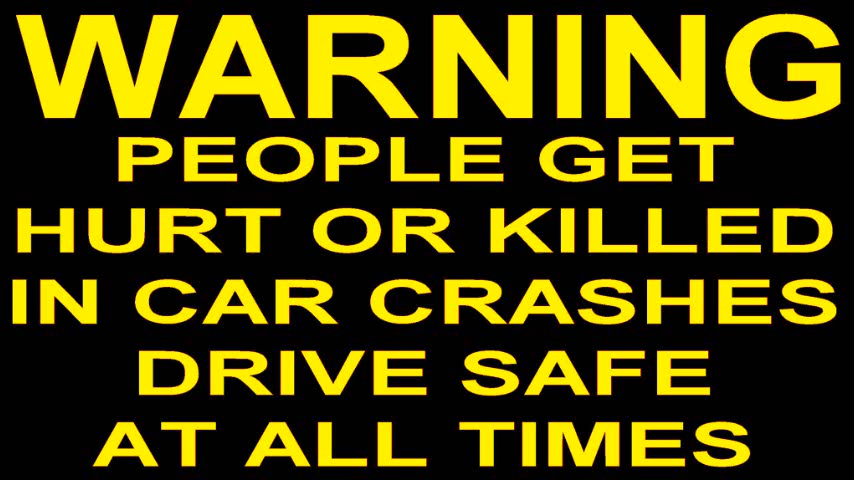 WARNING
PEOPLE GET
HURT OR KILLED
IN CAR CRASHES
DRIVE SAFE
AT ALL TIMES